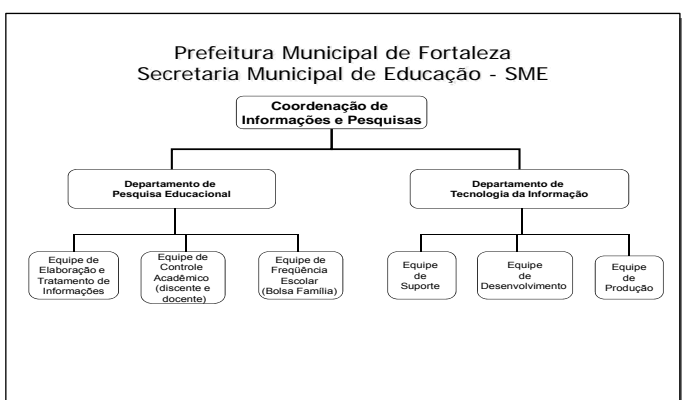 Prefeitura Municipal de Fortaleza
Secretaria Municipal de Educação - SME
Coordenação de
Informações e Pesquisas
Departamento de
Pesquisa Educacional
Departamento de
Tecnologia da Informação
Equipe de
Elaboração e
Tratamento de
Informações
Equipe de
Controle
Acadêmico
(discente e
docente)
Equipe de
Freqüência
Escolar
(Bolsa Família)
Equipe
de
Suporte
Equipe
de
Desenvolvimento
Equipe
de
Produção